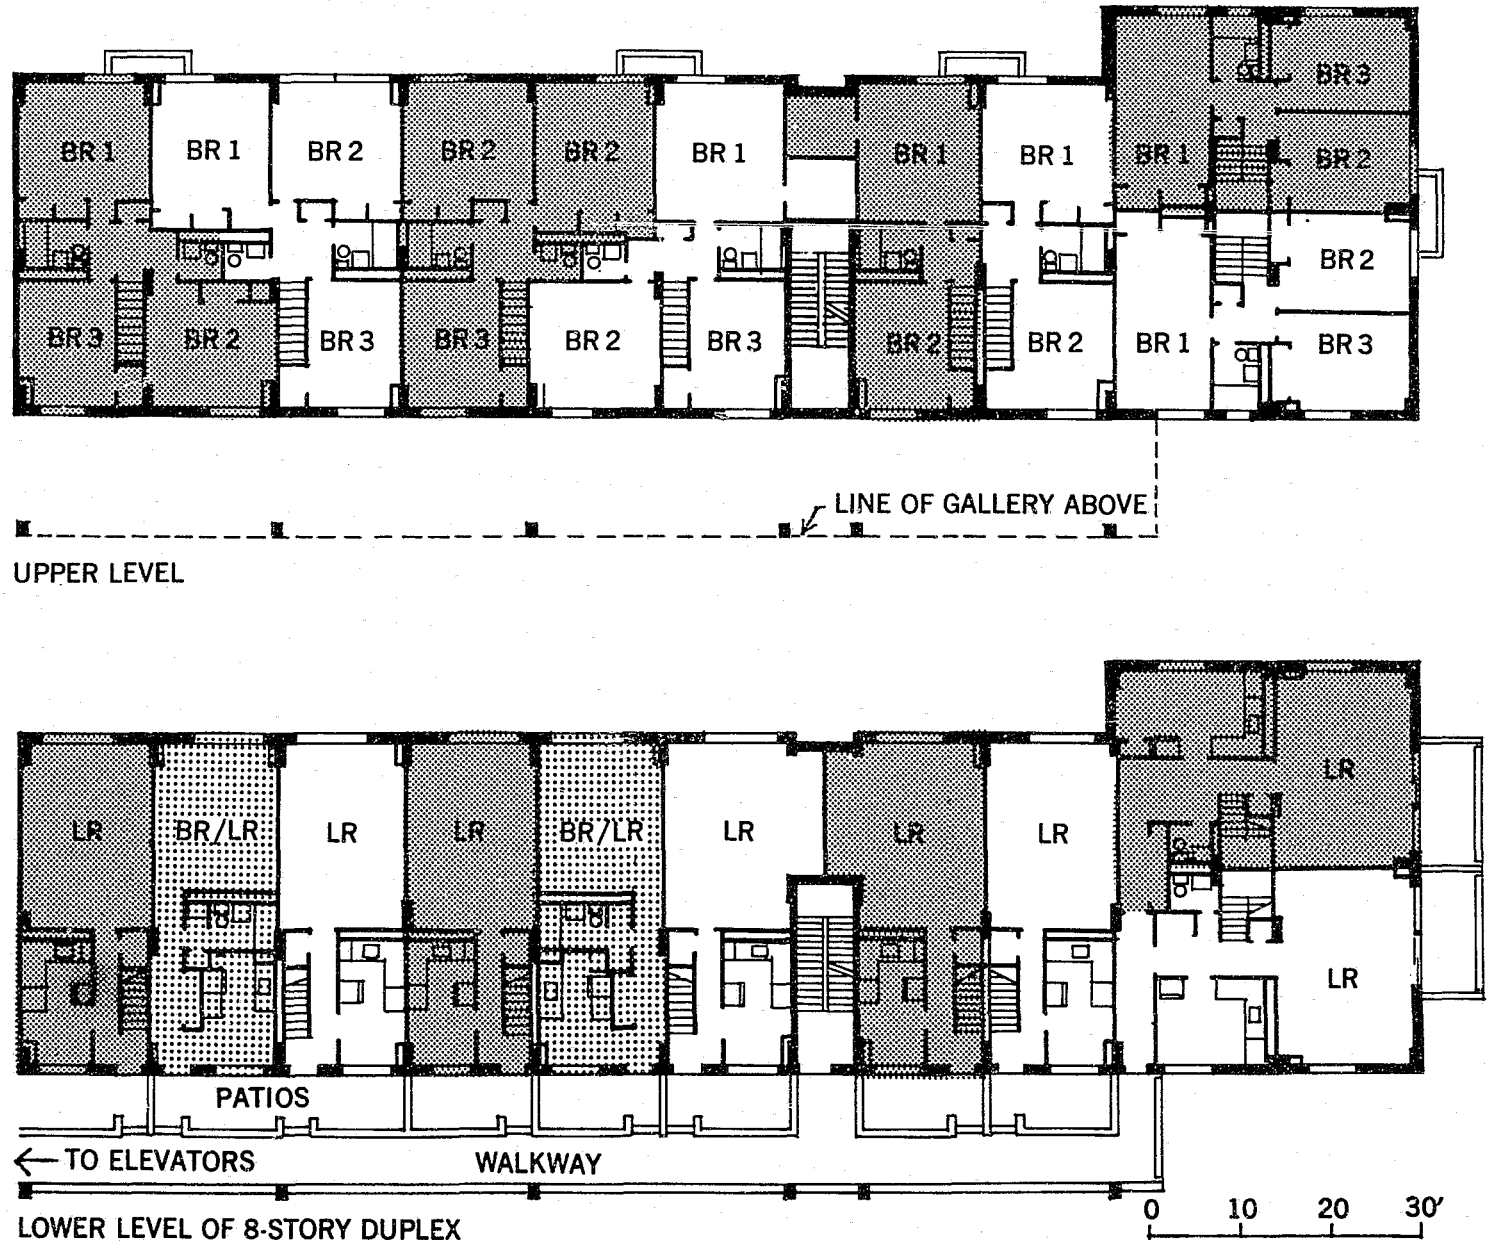 BR 3
BR 1 BR 1 BR 2 BR 2 BR 2 BR 1 BR 1 BR 1 BR 1 BR 2
BR 2
BR 3 BR 2 BR 3 BR 3 BR 2 BR 3 BR 2 BR 2 BR 1 BR 3
LINE OF GALLERY ABOVE
UPPER LEVEL
LR
LR BR/LR LR LR BR/LR LR LR LR
LR
PATIOS
TO ELEVATORS WALKWAY
0 10 20 30′
LOWER LEVEL OF 8-STORY DUPLEX